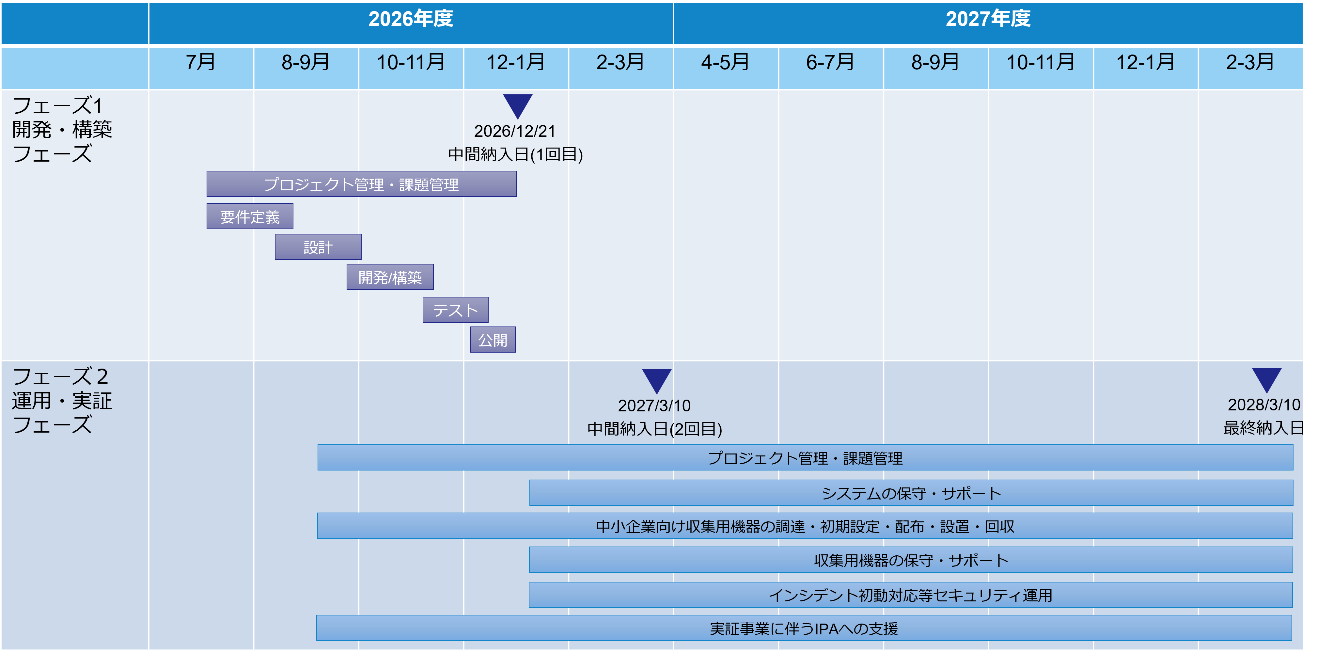 2026年度 2027年度
7月 8-9月 10-11月 12-1月 2-3月 4-5月 6-7月 8-9月 10-11月 12-1月 2-3月
フェーズ1
開発・構築
フェーズ
2026/12/21
中間納入日(1回目)
プロジェクト管理・課題管理
要件定義
設計
開発/構築
テスト
公開
フェーズ２
運用・実証
フェーズ
2027/3/10
中間納入日(2回目)
2028/3/10
最終納入日
プロジェクト管理・課題管理
システムの保守・サポート
中小企業向け収集用機器の調達・初期設定・配布・設置・回収
収集用機器の保守・サポート
インシデント初動対応等セキュリティ運用
実証事業に伴うIPAへの支援